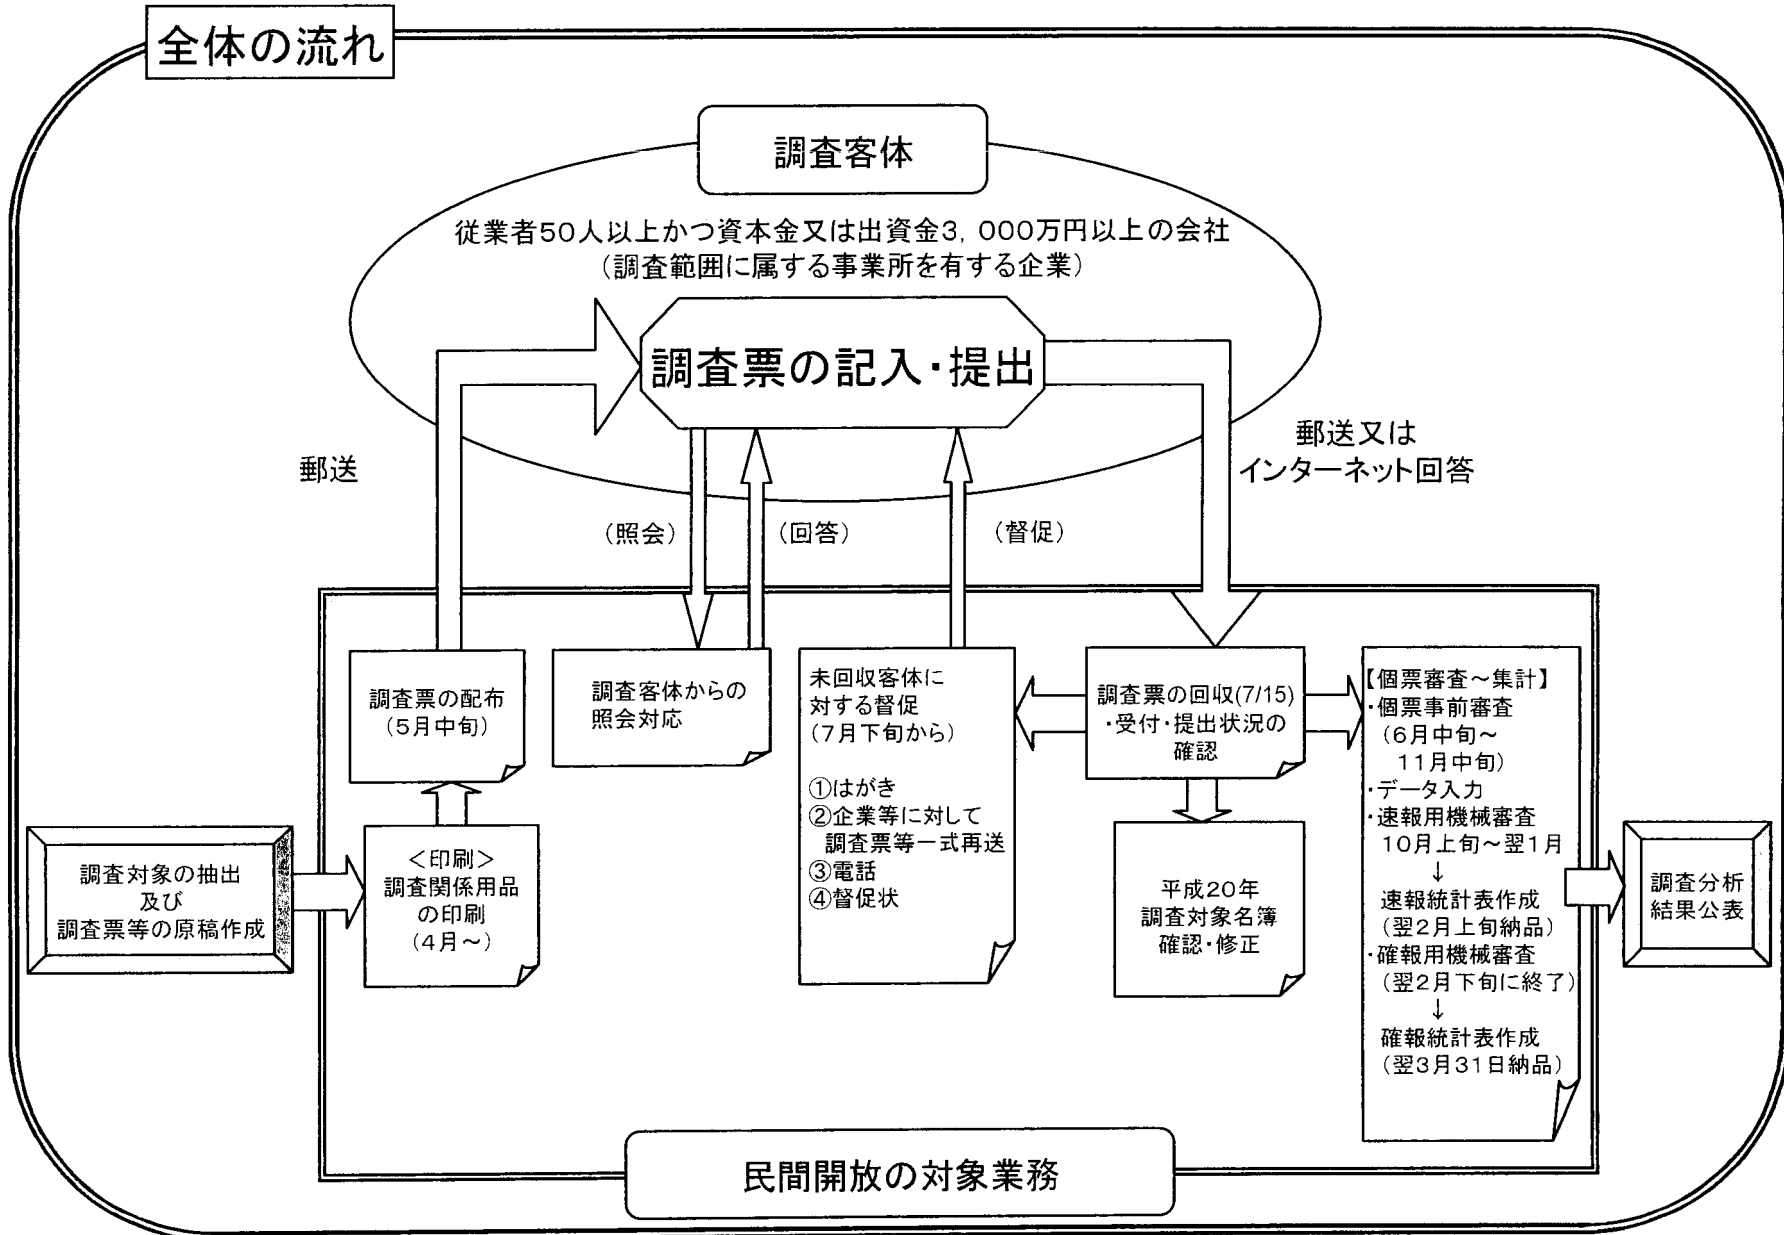 全体の流れ
調査客体
従業者50人以上かつ資本金又は出資金3,000万円以上の会社
(調査範囲に属する事業所を有する企業)
調査票の記入・提出
郵送
郵送又は
インターネット回答
(照会)
(回答)
(督促)
調査対象の抽出
及び
調査票等の原稿作成
調査票の配布
(5月中旬)
<印刷>
調査関係用品
の印刷
(4月~)
調査客体からの
照会対応
未回収客体に
対する督促
(7月下旬から)
①はがき
②企業等に対して
調査票等一式再送
③電話
④督促状
調査票の回収(7/15)
・受付・提出状況の
確認
平成20年
調査対象名簿
確認・修正
【個票審査~集計】
・個票事前審査
(6月中旬~
11月中旬)
・データ入力
・速報用機械審査
10月上旬~翌1月
↓
速報統計表作成
(翌2月上旬納品)
・確報用機械審査
(翌2月下旬に終了)
↓
確報統計表作成
(翌3月31日納品)
調査分析
結果公表
民間開放の対象業務